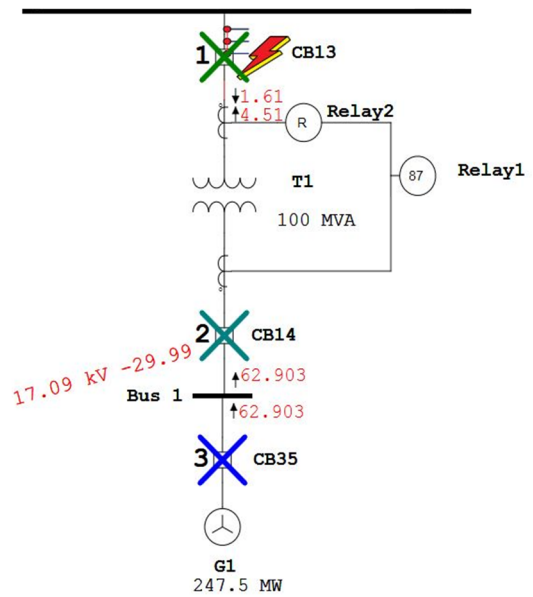 1
CB13
1.61
4.51
R
Relay2
87
Relay1
T1
100 MVA
2
CB14
17.09 kV -29.99
62.903
Bus 1
62.903
3
CB35
G1
247.5 MW